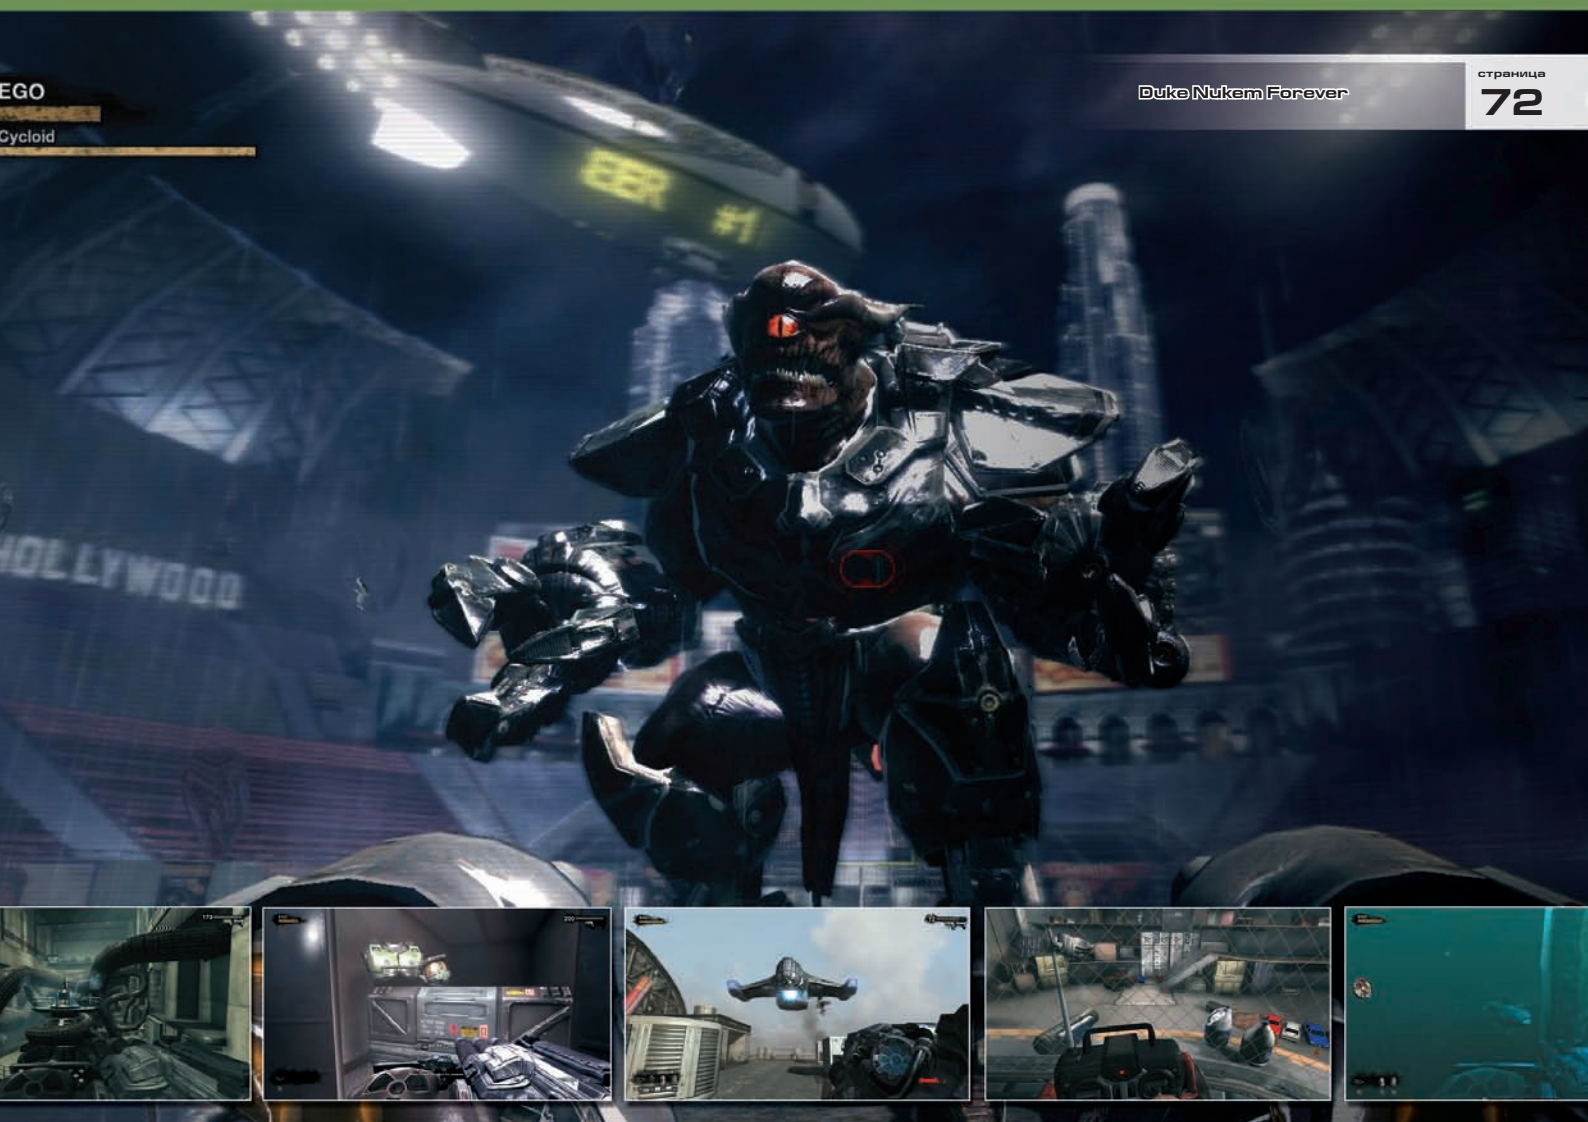 EGO
Cycloid
Duke Nukem Forever
страница
72
#1
HOLLYWOOD